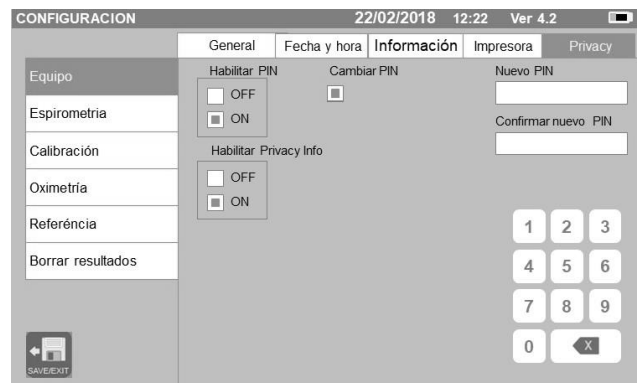 CONFIGURACION 22/02/2018 12:22 Ver 4.2
General Fecha y hora Información Impresora Privacy
Equipo
Espirometria
Calibración
Oximetría
Referéncia
Borrar resultados
SAVE/EXIT
Habilitar PIN Cambiar PIN
OFF
ON
Habilitar Privacy Info
OFF
ON
Nuevo PIN
Confirmar nuevo PIN
1 2 3
4 5 6
7 8 9
0 X